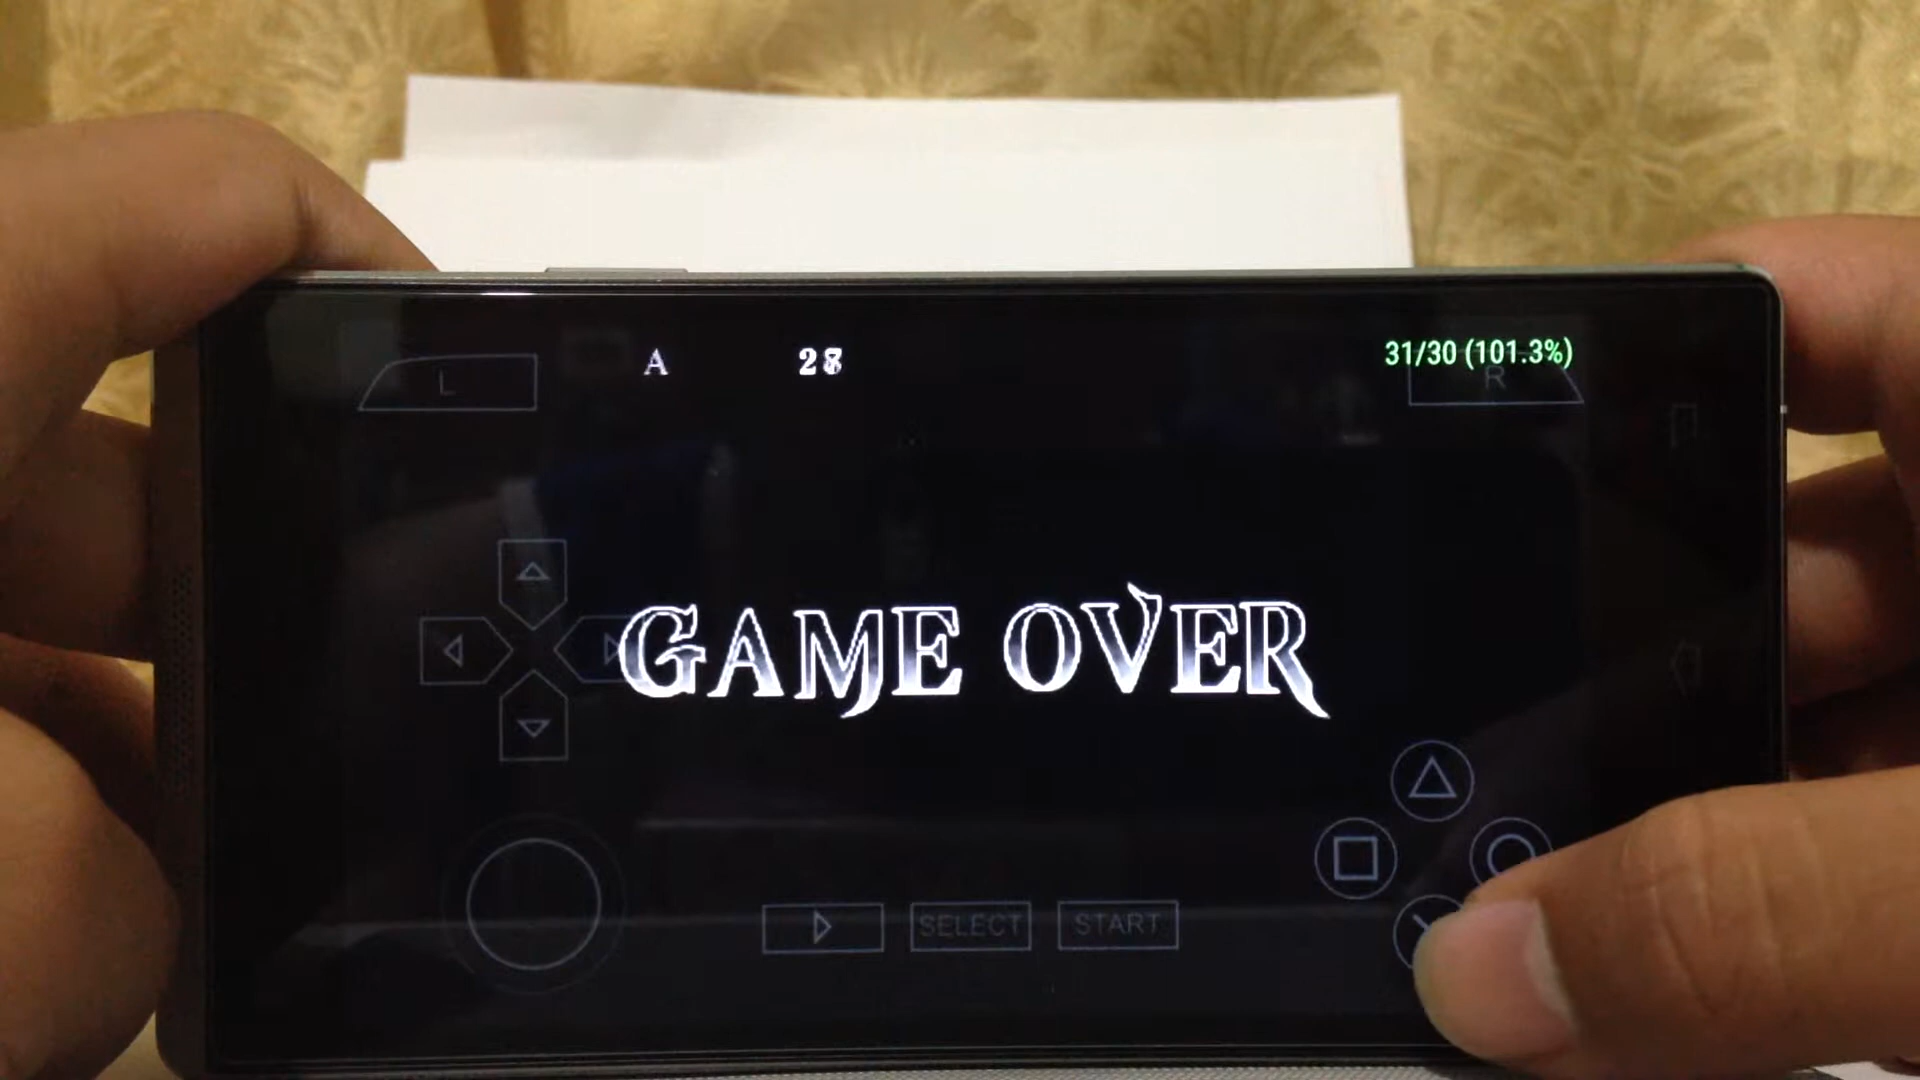 A 28
31/30 (101.3%)
L
R
GAME OVER
SELECT START